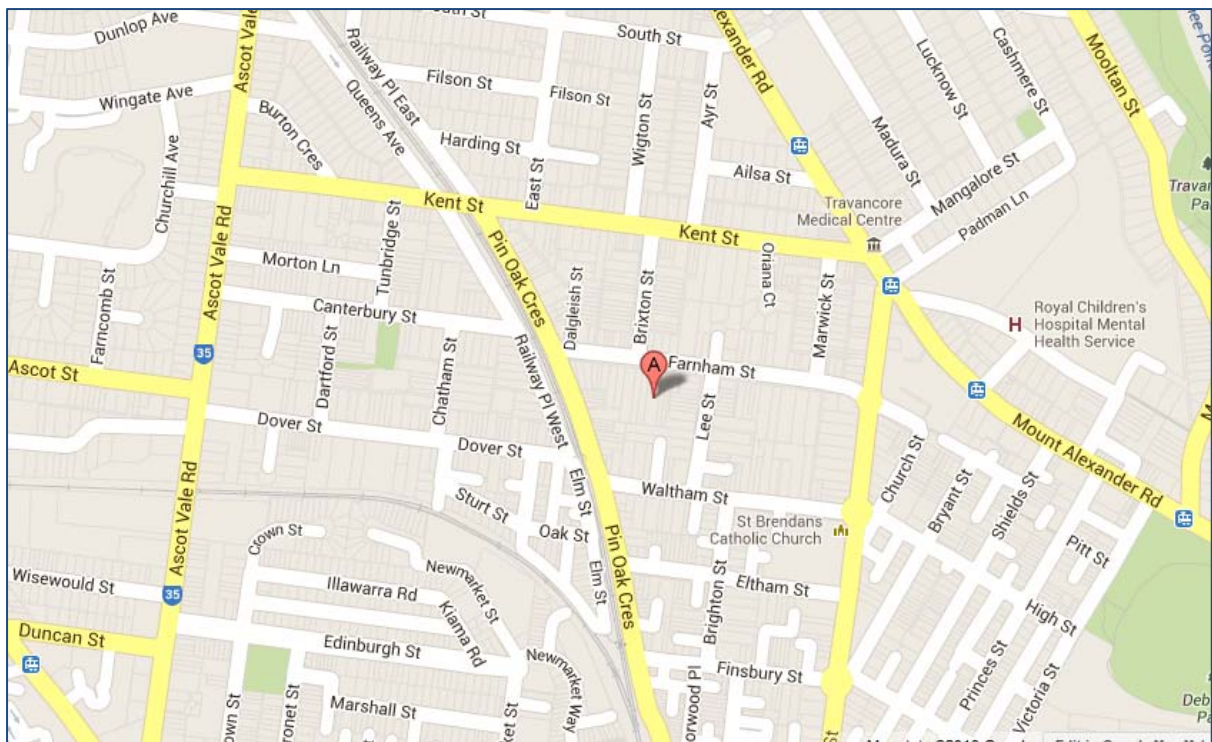 Dunlop Ave
Ascot Vale
Railway Pl East
South St
Alexander Rd
Lucknow St
Cashmere St
Mooltan St
Wingate Ave
Queens Ave
Filson St
Filson St
Wigton St
Ayr St
Madura St
Burton Cres
Harding St
East St
Ailsa St
Mangalore St
Churchill Ave
Travancore
Medical Centre
Padman Ln
Kent St
Kent St
Ascot Vale Rd
Tunbridge St
Morton Ln
Pin Oak Cres
Dalgleish St
Brixton St
Oriana Ct
Marwick St
Farncomb St
Canterbury St
H
Royal Children's
Hospital Mental
Health Service
35
Dartford St
Chatham St
Railway Pl West
A
Farnham St
Ascot St
Lee St
Dover St
Dover St
Church St
Mount Alexander Rd
Ascot Vale Rd
Elm St
Waltham St
Bryant St
Shields St
Sturt St
Oak St
St Brendans
Catholic Church
Pitt St
Crown St
Pin Oak Cres
Newmarket St
Elm St
Eltham St
Wisewould St
35
Illawarra Rd
Kiama Rd
Brighton St
High St
Duncan St
Edinburgh St
Newmarket Way
Finsbury St
Princes St
Victoria St
Marshall St